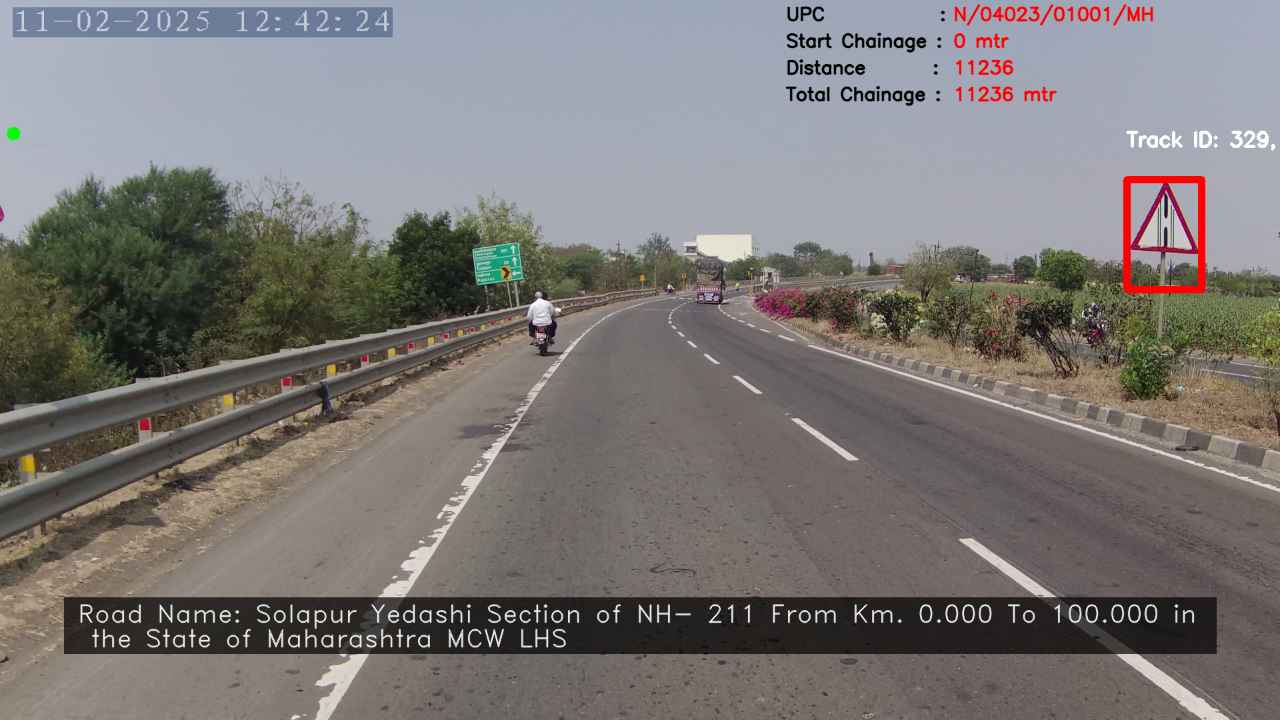 11-02-2025 12:42:24
UPC : N/04023/01001/MH
Start Chainage : 0 mtr
Distance : 11236
Total Chainage : 11236 mtr
Track ID: 329,
Road Name: Solapur Yedashi Section of NH- 211 From Km. 0.000 To 100.000 in
the State of Maharashtra MCW LHS